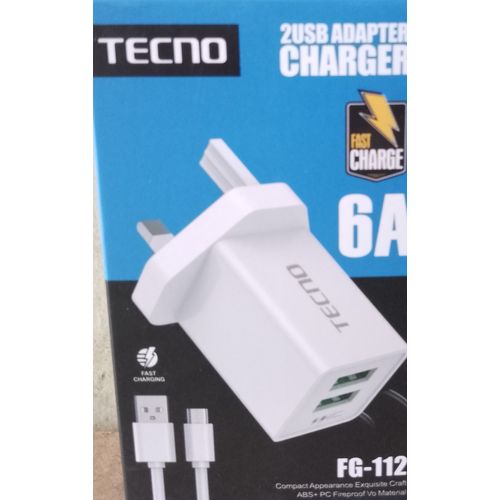 TECNO
2USB ADAPTER
CHARGER
FAST
CHARGE
6A
TECNO
FAST
CHARGING
FG-112
Compact Appearance Exquisite Craft
ABS+ PC Fireproof Vo Material